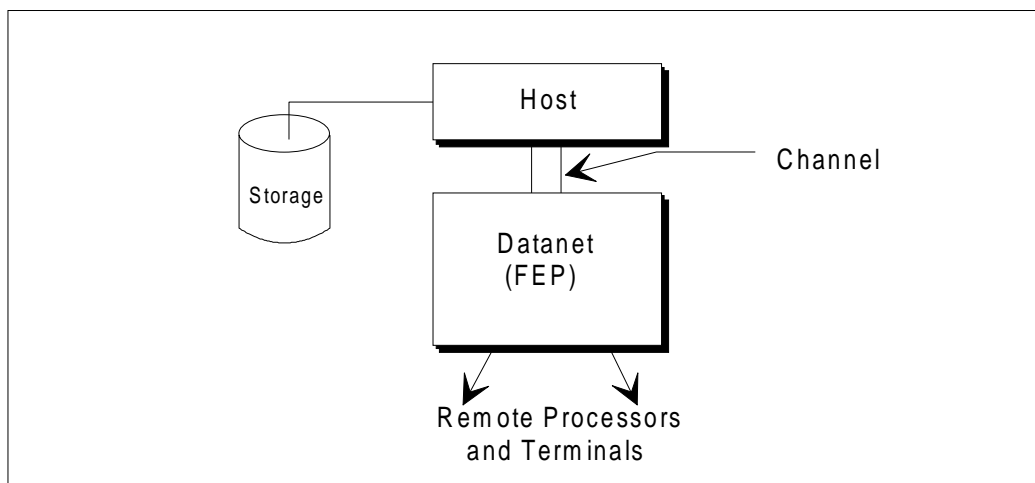 Host
Channel
Storage
Datanet
(FEP)
Remote Processors
and Terminals